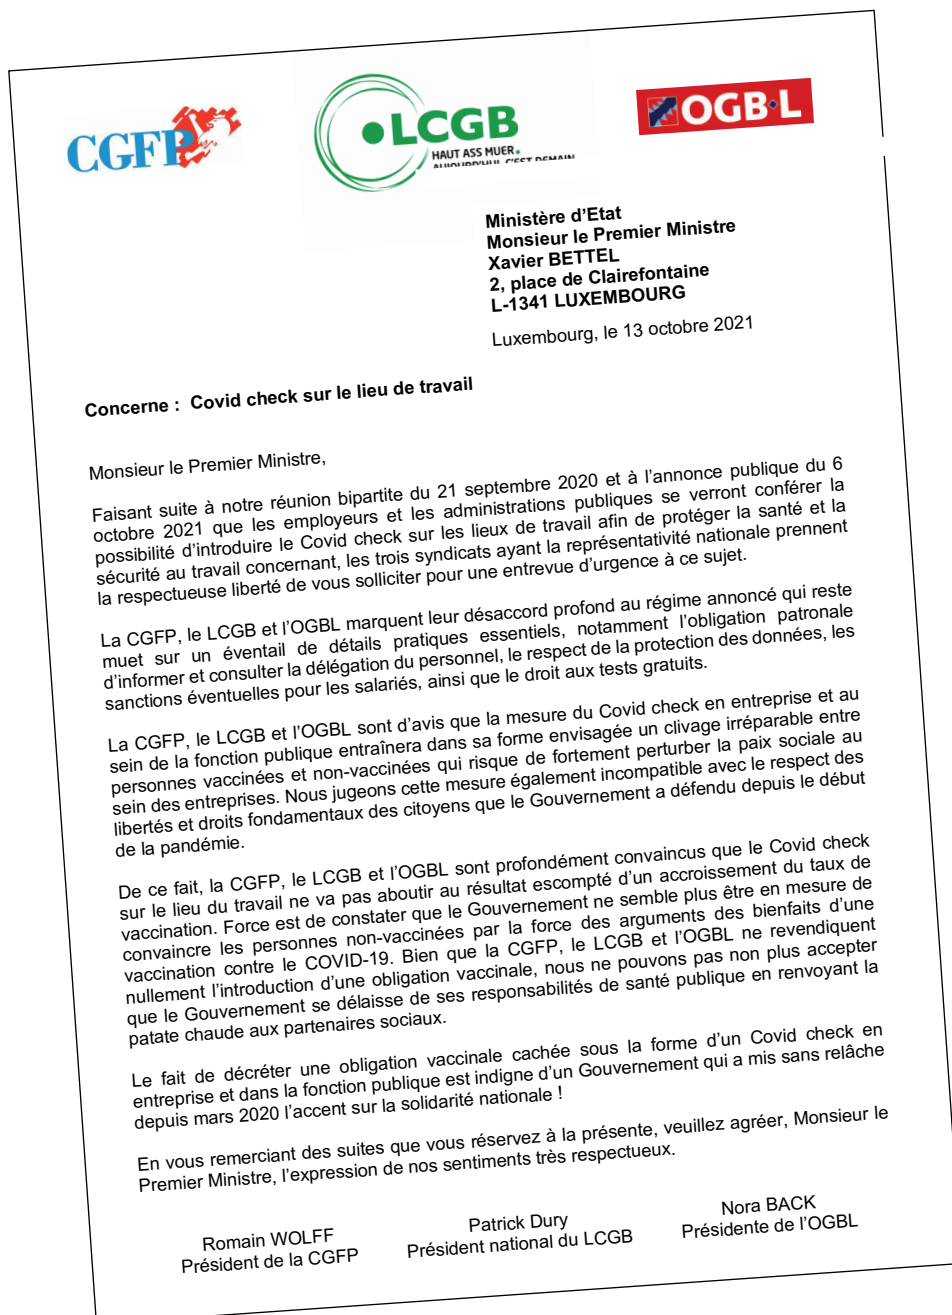 CGFP
LCGB
HAUT ASS MUER.
AUJOURD'HUI, C'EST DEMAIN
OGB·L
Ministère d'Etat
Monsieur le Premier Ministre
Xavier BETTEL
2, place de Clairefontaine
L-1341 LUXEMBOURG
Luxembourg, le 13 octobre 2021
Concerne : Covid check sur le lieu de travail
Monsieur le Premier Ministre,
Faisant suite à notre réunion bipartite du 21 septembre 2020 et à l'annonce publique du 6
octobre 2021 que les employeurs et les administrations publiques se verront conférer la
possibilité d'introduire le Covid check sur les lieux de travail afin de protéger la santé et la
sécurité au travail concernant, les trois syndicats ayant la représentativité nationale prennent
la respectueuse liberté de vous solliciter pour une entrevue d'urgence à ce sujet.
La CGFP, le LCGB et l'OGBL marquent leur désaccord profond au régime annoncé qui reste
muet sur un éventail de détails pratiques essentiels, notamment l'obligation patronale
d'informer et consulter la délégation du personnel, le respect de la protection des données, les
sanctions éventuelles pour les salariés, ainsi que le droit aux tests gratuits.
La CGFP, le LCGB et l'OGBL sont d'avis que la mesure du Covid check en entreprise et au
sein de la fonction publique entraînera dans sa forme envisagée un clivage irréparable entre
personnes vaccinées et non-vaccinées qui risque de fortement perturber la paix sociale au
sein des entreprises. Nous jugeons cette mesure également incompatible avec le respect des
libertés et droits fondamentaux des citoyens que le Gouvernement a défendu depuis le début
de la pandémie.
De ce fait, la CGFP, le LCGB et l'OGBL sont profondément convaincus que le Covid check
sur le lieu du travail ne va pas aboutir au résultat escompté d'un accroissement du taux de
vaccination. Force est de constater que le Gouvernement ne semble plus être en mesure de
convaincre les personnes non-vaccinées par la force des arguments des bienfaits d'une
vaccination contre le COVID-19. Bien que la CGFP, le LCGB et l'OGBL ne revendiquent
nullement l'introduction d'une obligation vaccinale, nous ne pouvons pas non plus accepter
que le Gouvernement se délaisse de ses responsabilités de santé publique en renvoyant la
patate chaude aux partenaires sociaux.
Le fait de décréter une obligation vaccinale cachée sous la forme d'un Covid check en
entreprise et dans la fonction publique est indigne d'un Gouvernement qui a mis sans relâche
depuis mars 2020 l'accent sur la solidarité nationale !
En vous remerciant des suites que vous réservez à la présente, veuillez agréer, Monsieur le
Premier Ministre, l'expression de nos sentiments très respectueux.
Romain WOLFF
Président de la CGFP
Patrick Dury
Président national du LCGB
Nora BACK
Présidente de l'OGBL